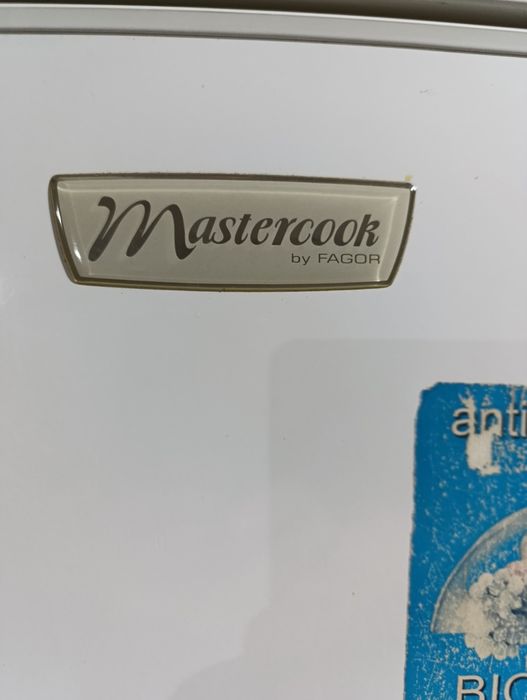 Mastercook
by FAGOR
anti
BIO